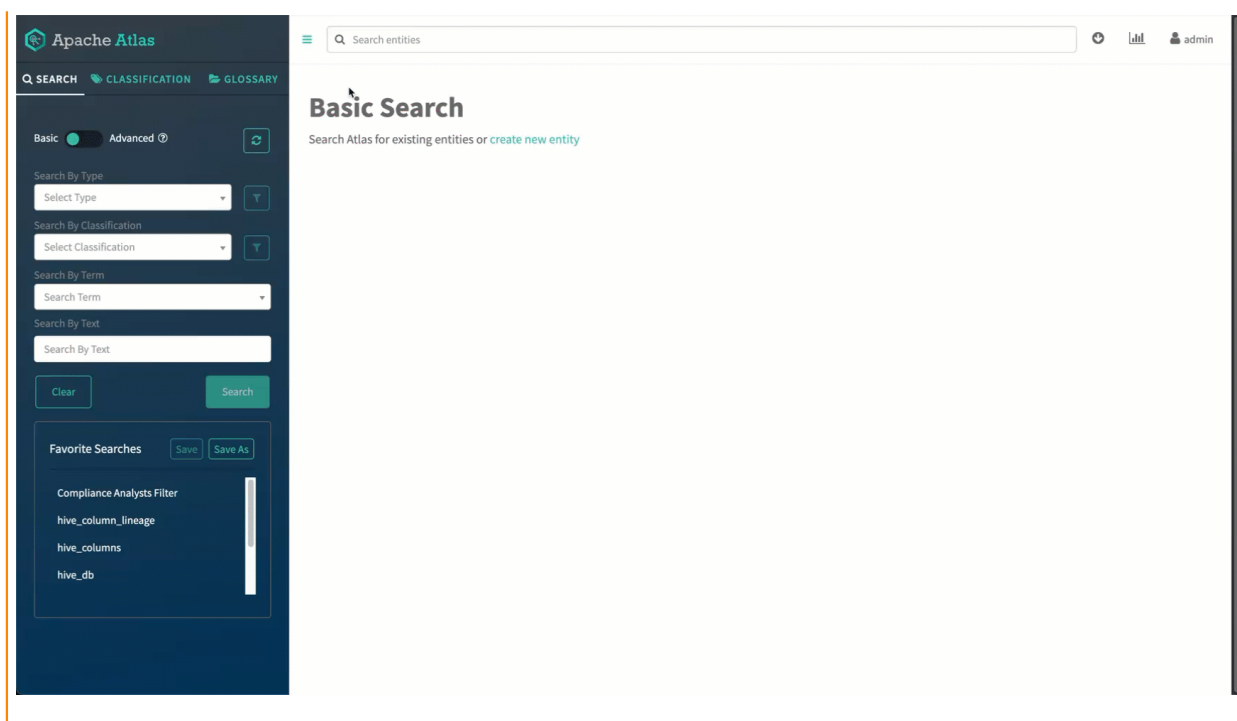 Apache Atlas
Search entities
admin
SEARCH CLASSIFICATION GLOSSARY
Basic Advanced
Search By Type
Select Type
Search By Classification
Select Classification
Search By Term
Search Term
Search By Text
Search By Text
Clear Search
Favorite Searches Save Save As
Compliance Analysts Filter
hive_column_lineage
hive_columns
hive_db
Basic Search
Search Atlas for existing entities or create new entity